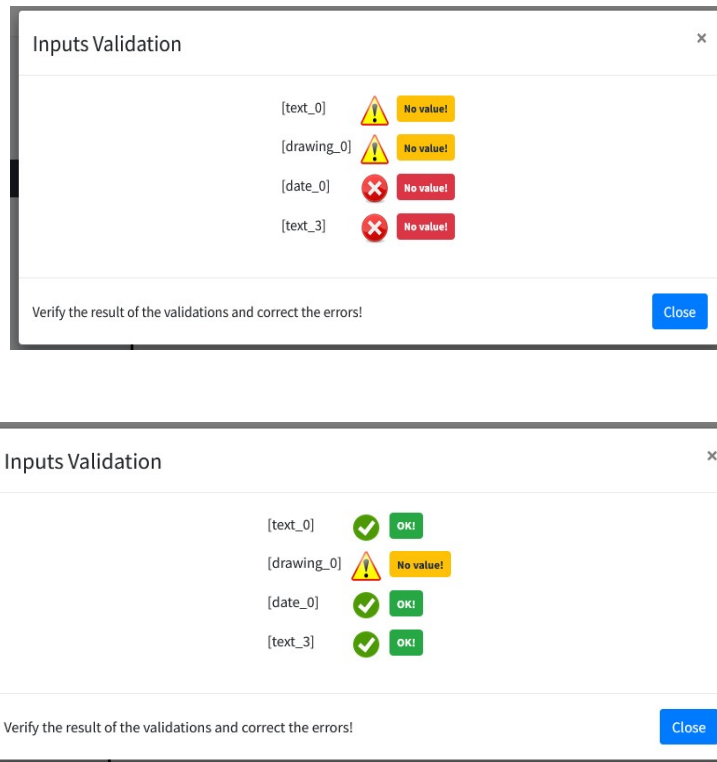 Inputs Validation ×
[text_0] No value!
[drawing_0] No value!
[date_0] No value!
[text_3] No value!
Verify the result of the validations and correct the errors! Close
Inputs Validation ×
[text_0] OK!
[drawing_0] No value!
[date_0] OK!
[text_3] OK!
Verify the result of the validations and correct the errors! Close